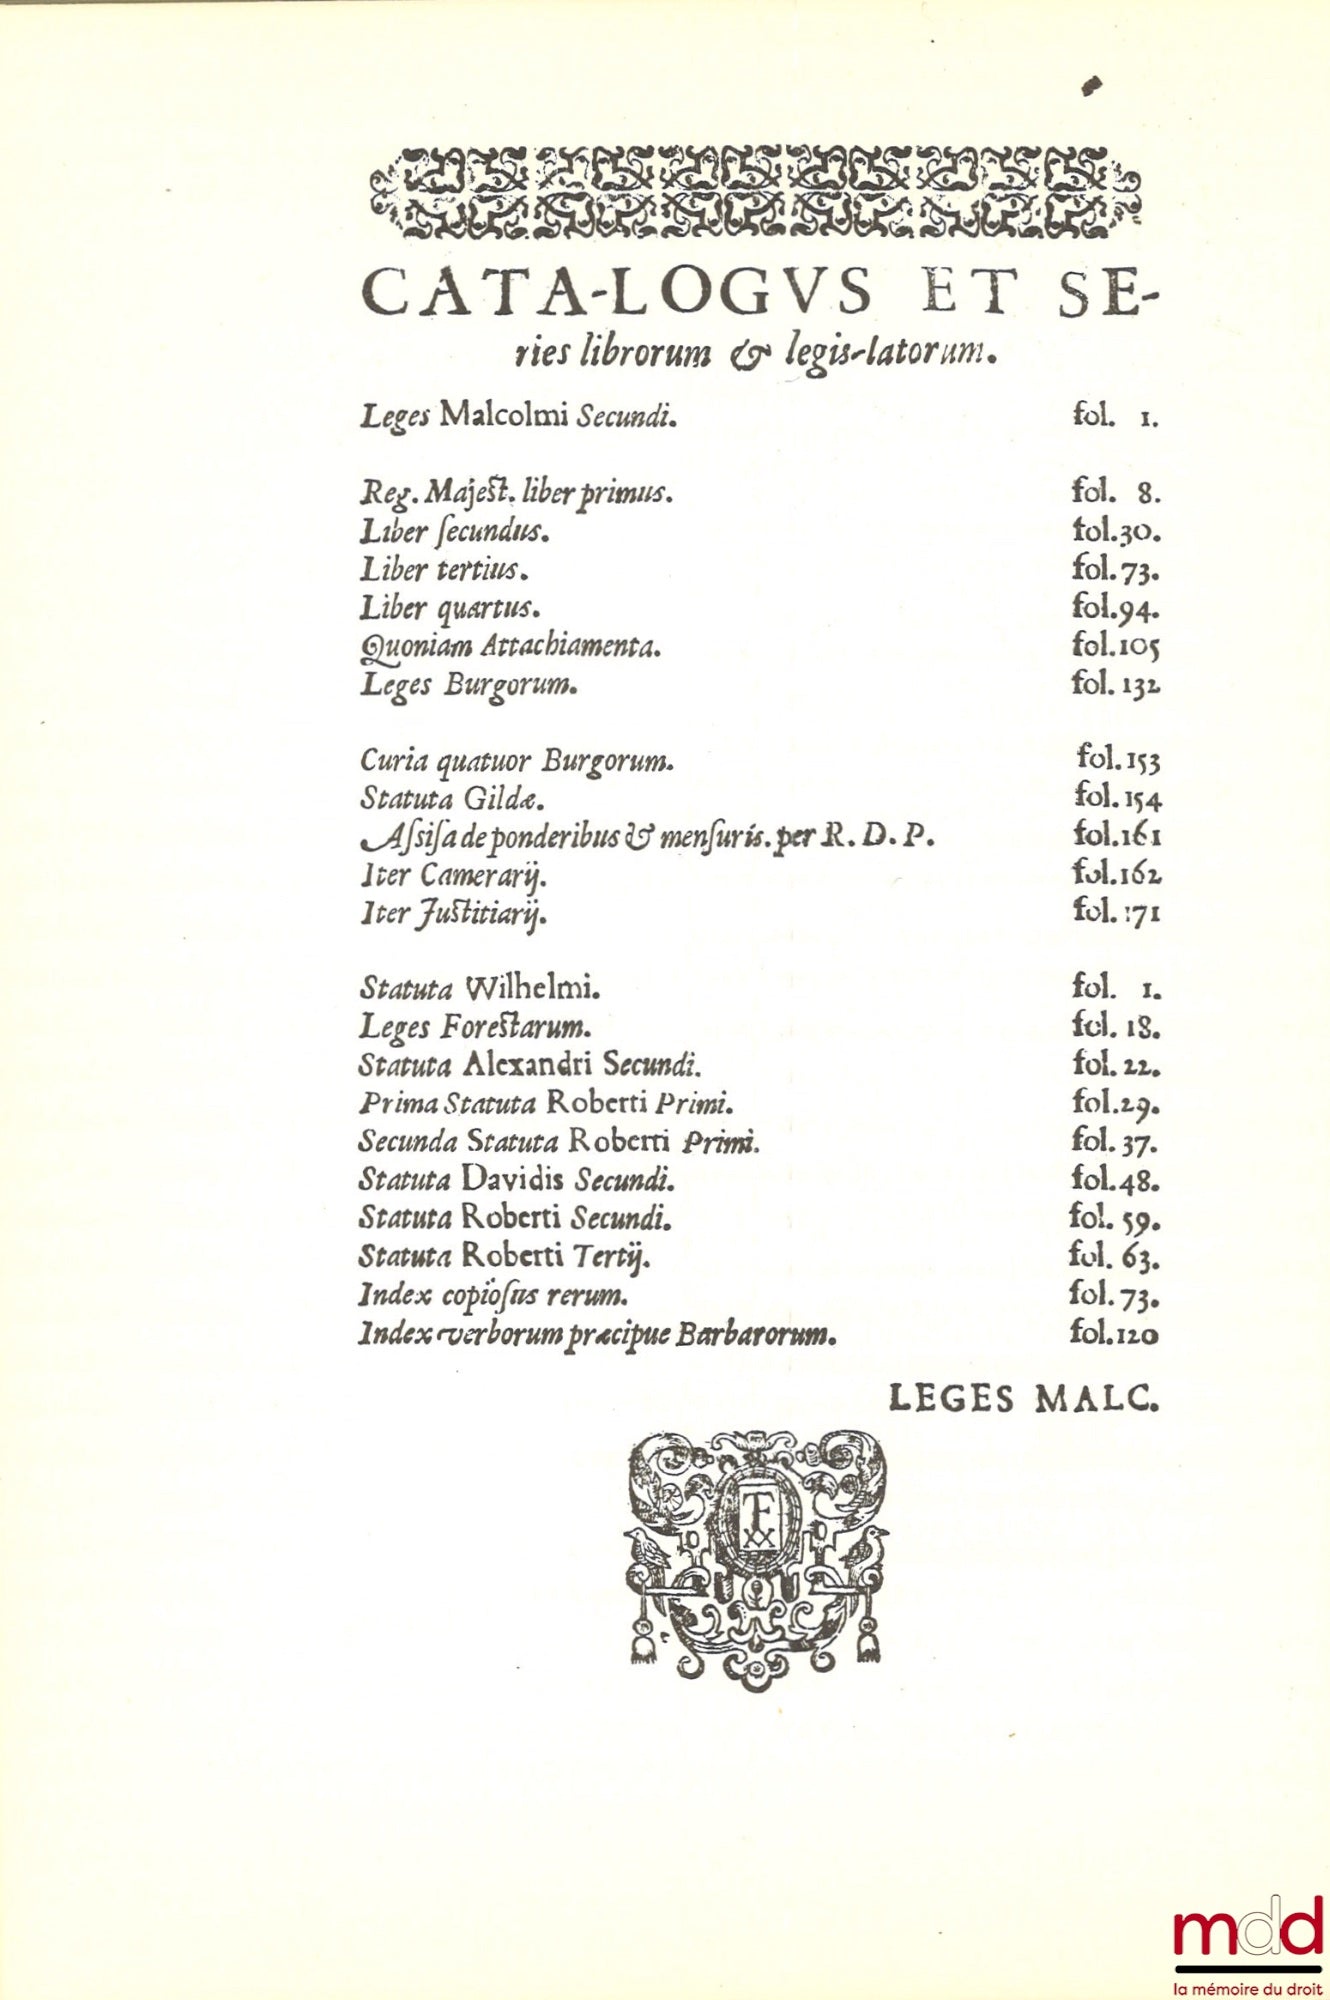 CATA-LOGVS ET SE-
ries librorum & legis-latorum.
Leges Malcolmi Secundi. fol. 1.
Reg. Majest. liber primus. fol. 8.
Liber ſecundus. fol.30.
Liber tertius. fol.73.
Liber quartus. fol.94.
Quoniam Attachiamenta. fol.105
Leges Burgorum. fol.132
Curia quatuor Burgorum. fol.153
Statuta Gildæ. fol.154
Aſsiſa de ponderibus & menſuris. per R. D. P. fol.161
Iter Camerarij. fol.162
Iter Justitiarij. fol.171
Statuta Wilhelmi. fol. 1.
Leges Forestarum. fol. 18.
Statuta Alexandri Secundi. fol. 22.
Prima Statuta Roberti Primi. fol.29.
Secunda Statuta Roberti Primi. fol. 37.
Statuta Davidis Secundi. fol.48.
Statuta Roberti Secundi. fol. 59.
Statuta Roberti Tertij. fol. 63.
Index copioſus rerum. fol.73.
Index verborum præcipue Barbarorum. fol.120
LEGES MALC.
mdd
la mémoire du droit